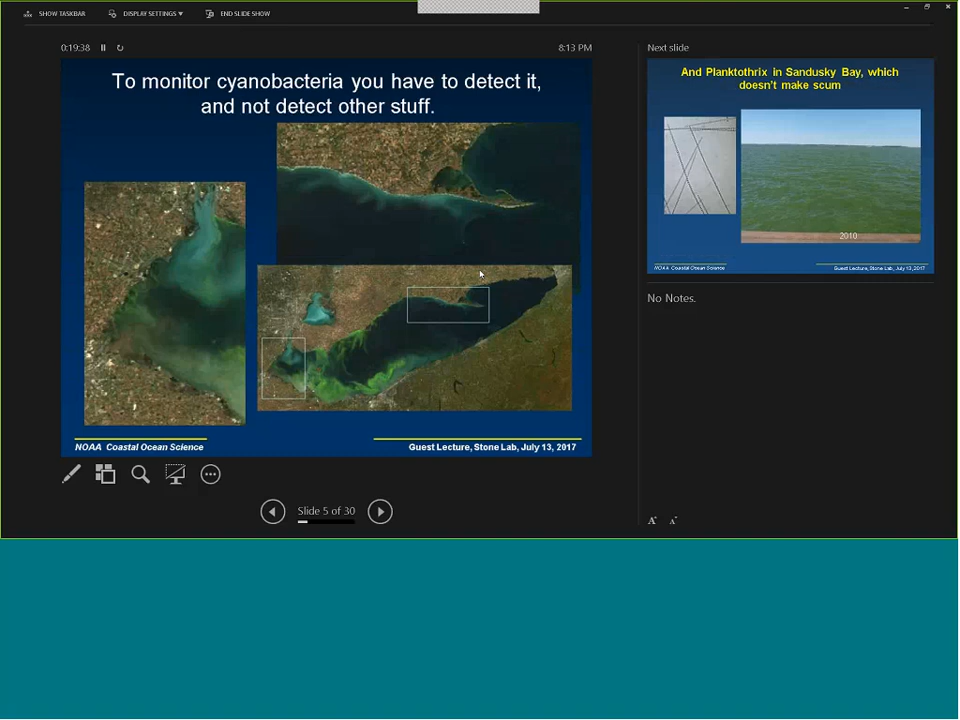 SHOW TASKBAR
DISPLAY SETTINGS
END SLIDE SHOW
0:19:38
8:13 PM
To monitor cyanobacteria you have to detect it,
and not detect other stuff.
NOAA Coastal Ocean Science
Guest Lecture, Stone Lab, July 13, 2017
Slide 5 of 30
Next slide
And Planktothrix in Sandusky Bay, which
doesn't make scum
2010
NOAA Coastal Ocean Science
Guest Lecture, Stone Lab, July 13, 2017
No Notes.
A A